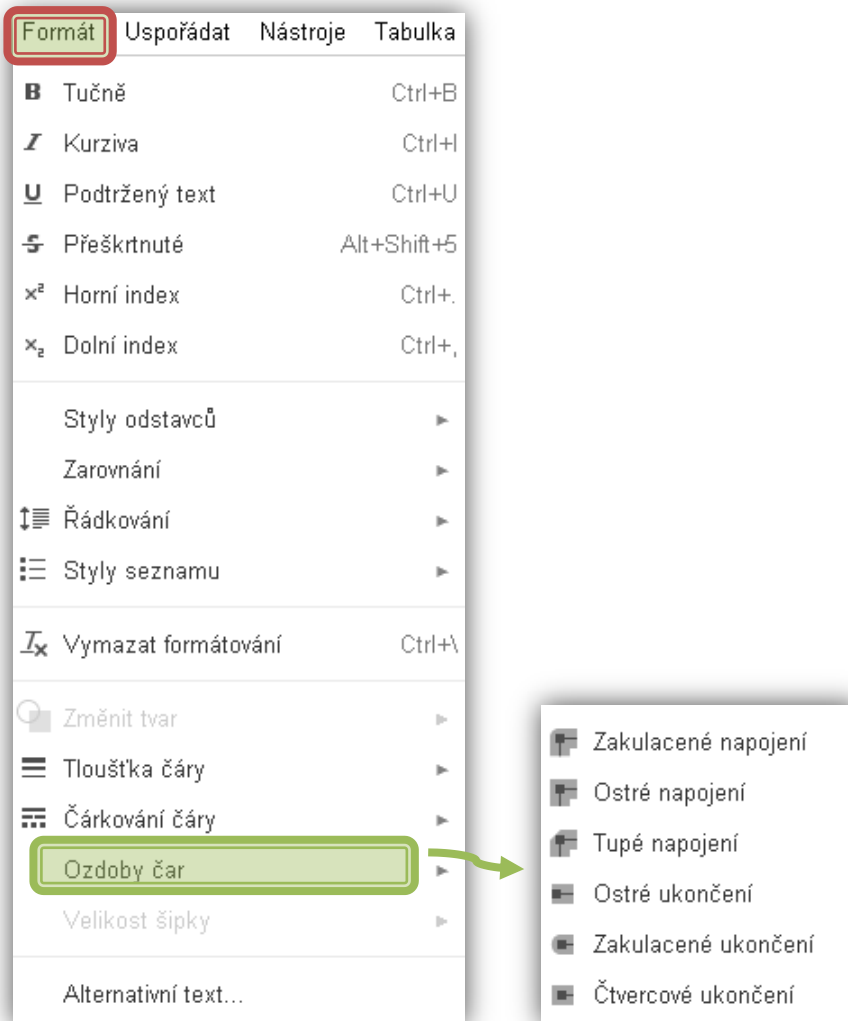 Formát Uspořádat Nástroje Tabulka
B Tučně Ctrl+B
I Kurziva Ctrl+I
U Podtržený text Ctrl+U
S Přeškrtnuté Alt+Shift+5
x² Horní index Ctrl+.
x₂ Dolní index Ctrl+,
Styly odstavců
Zarovnání
Řádkování
Styly seznamu
Vymazat formátování Ctrl+\
Změnit tvar
Tloušťka čáry
Čárkování čáry
Ozdoby čar
Velikost šipky
Alternativní text...
Zakulacené napojení
Ostré napojení
Tupé napojení
Ostré ukončení
Zakulacené ukončení
Čtvercové ukončení